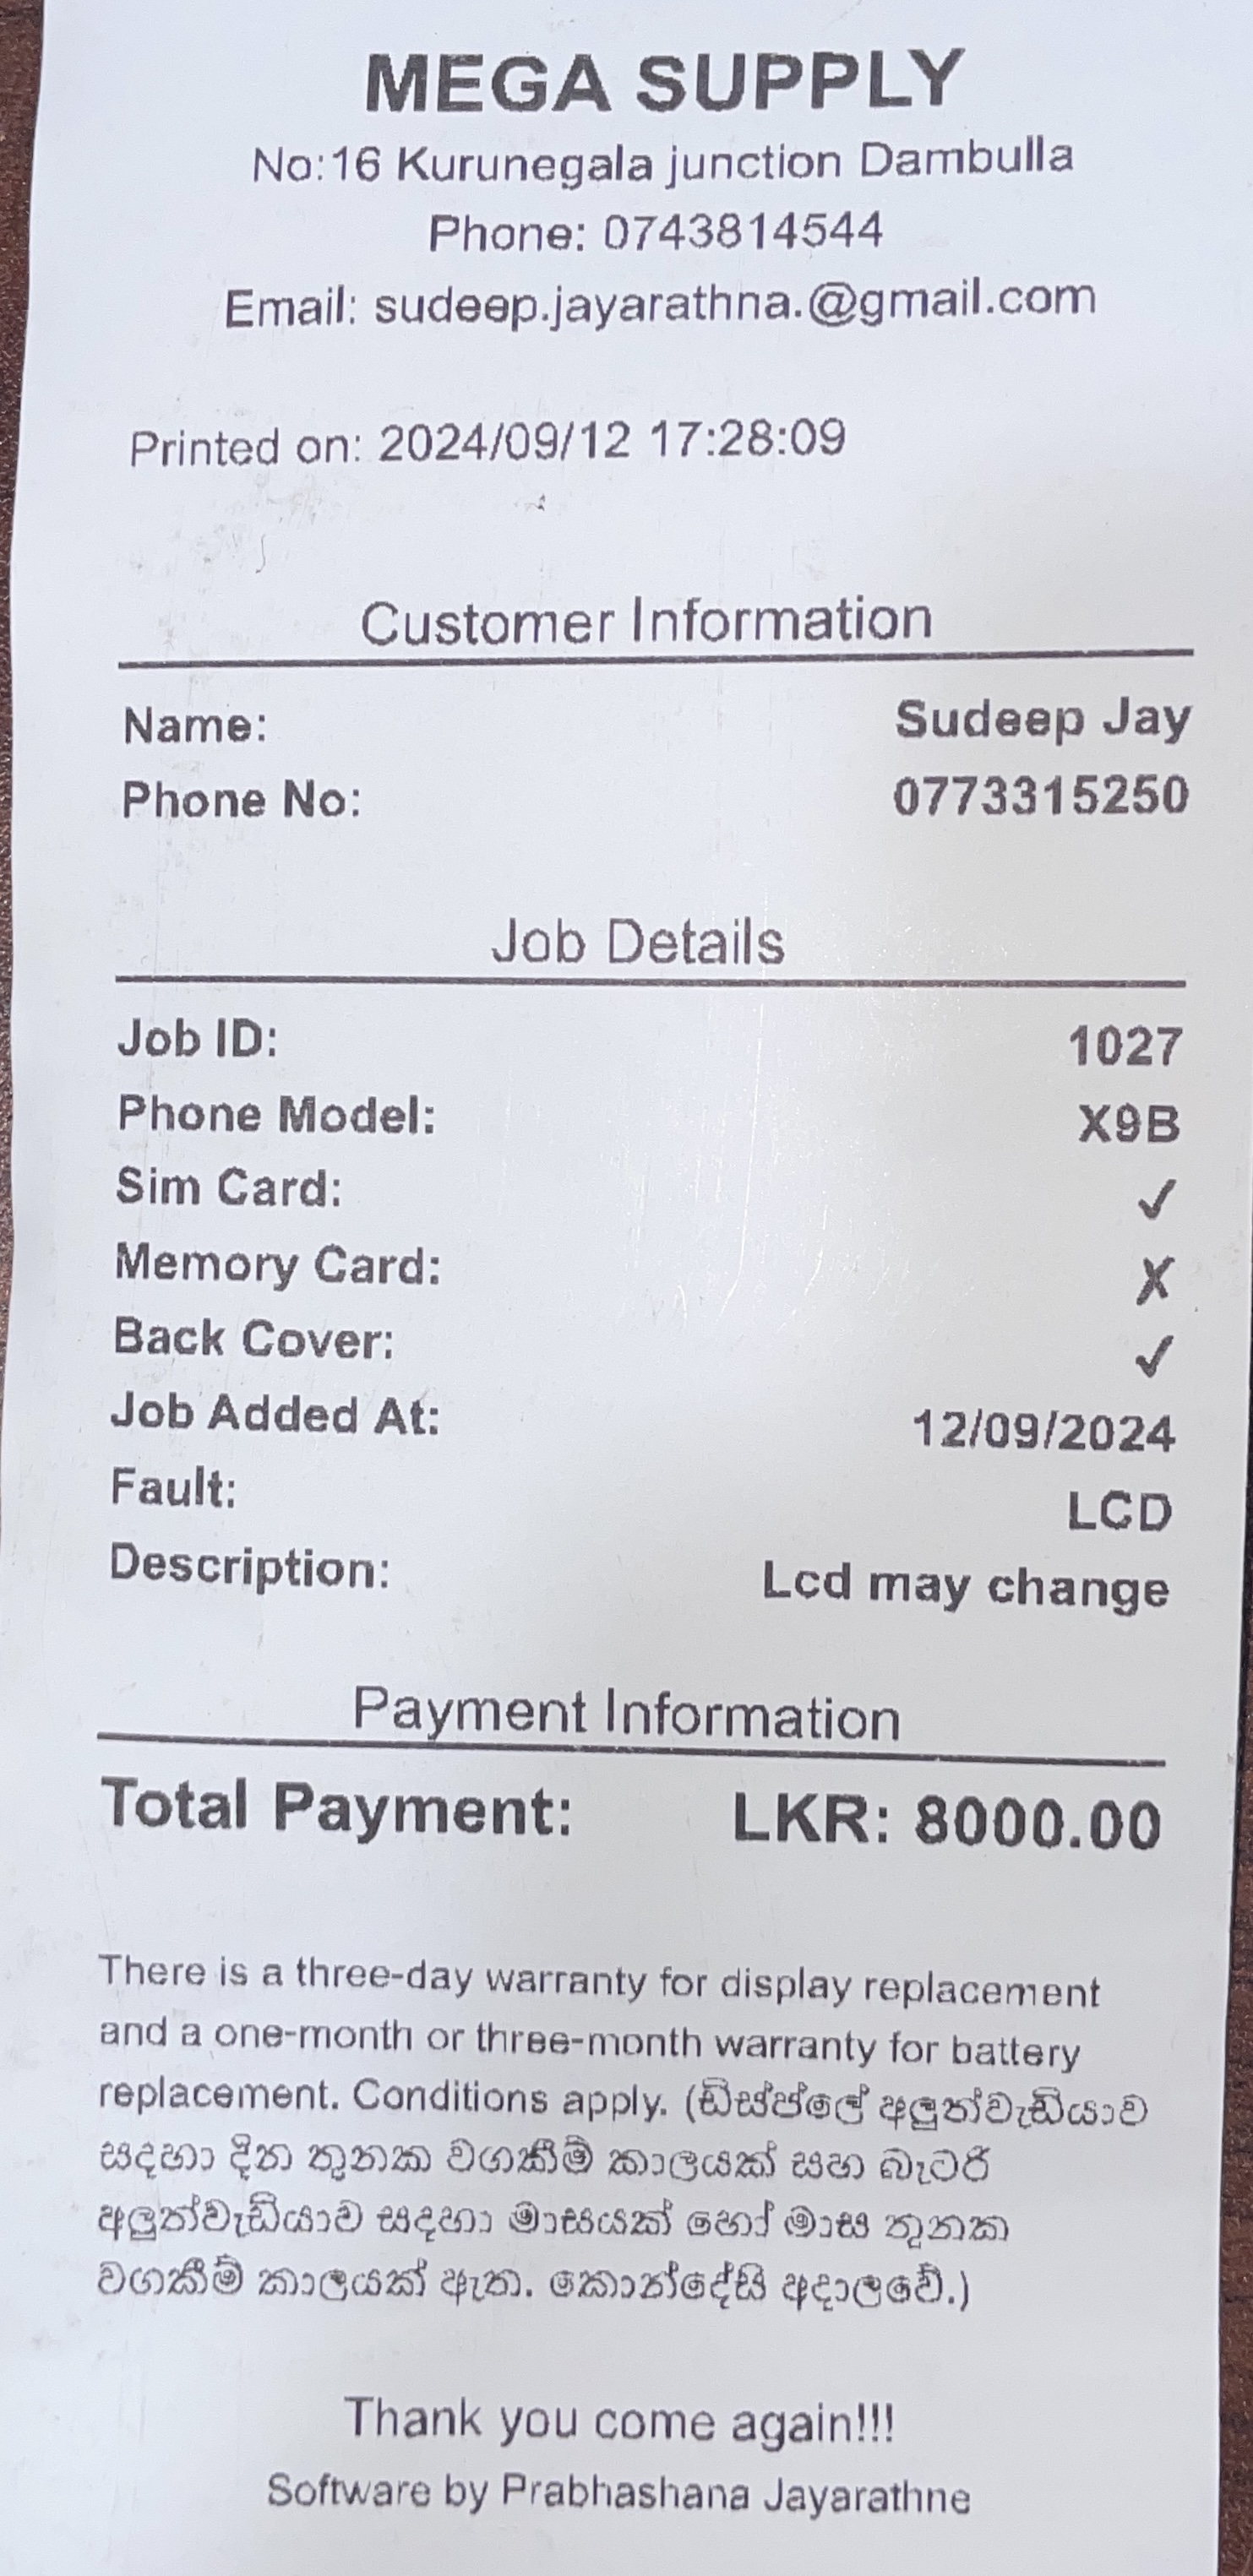 MEGA SUPPLY
No:16 Kurunegala junction Dambulla
Phone: 0743814544
Email: sudeep.jayarathna.@gmail.com
Printed on: 2024/09/12 17:28:09
Customer Information
Name: Sudeep Jay
Phone No: 0773315250
Job Details
Job ID: 1027
Phone Model: X9B
Sim Card: ✓
Memory Card: X
Back Cover: ✓
Job Added At: 12/09/2024
Fault: LCD
Description: Lcd may change
Payment Information
Total Payment: LKR: 8000.00
There is a three-day warranty for display replacement
and a one-month or three-month warranty for battery
replacement. Conditions apply. (ඩිස්ප්ලේ අලුත්වැඩියාව
සදහා දින තුනක වගකීම් කාලයක් සහ බැටරි
අලුත්වැඩියාව සදහා මාසයක් හෝ මාස තුනක
වගකීම් කාලයක් ඇත. කොන්දේසි අදාලවේ.)
Thank you come again!!!
Software by Prabhashana Jayarathne